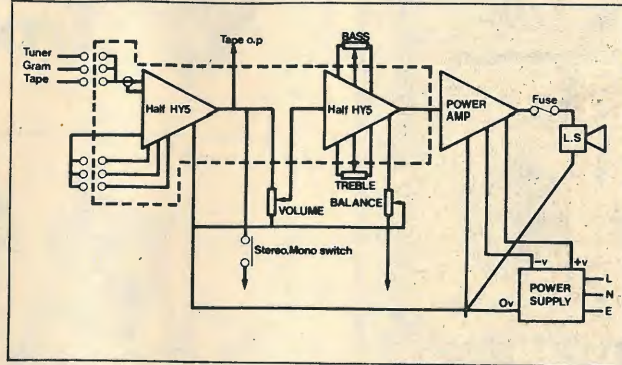 Tuner
Gram
Tape
Tape o.p
BASS
Half HY5
Half HY5
POWER
AMP
Fuse
L.S
TREBLE
VOLUME
BALANCE
Stereo.Mono switch
-v
+v
Ov
POWER
SUPPLY
L
N
E